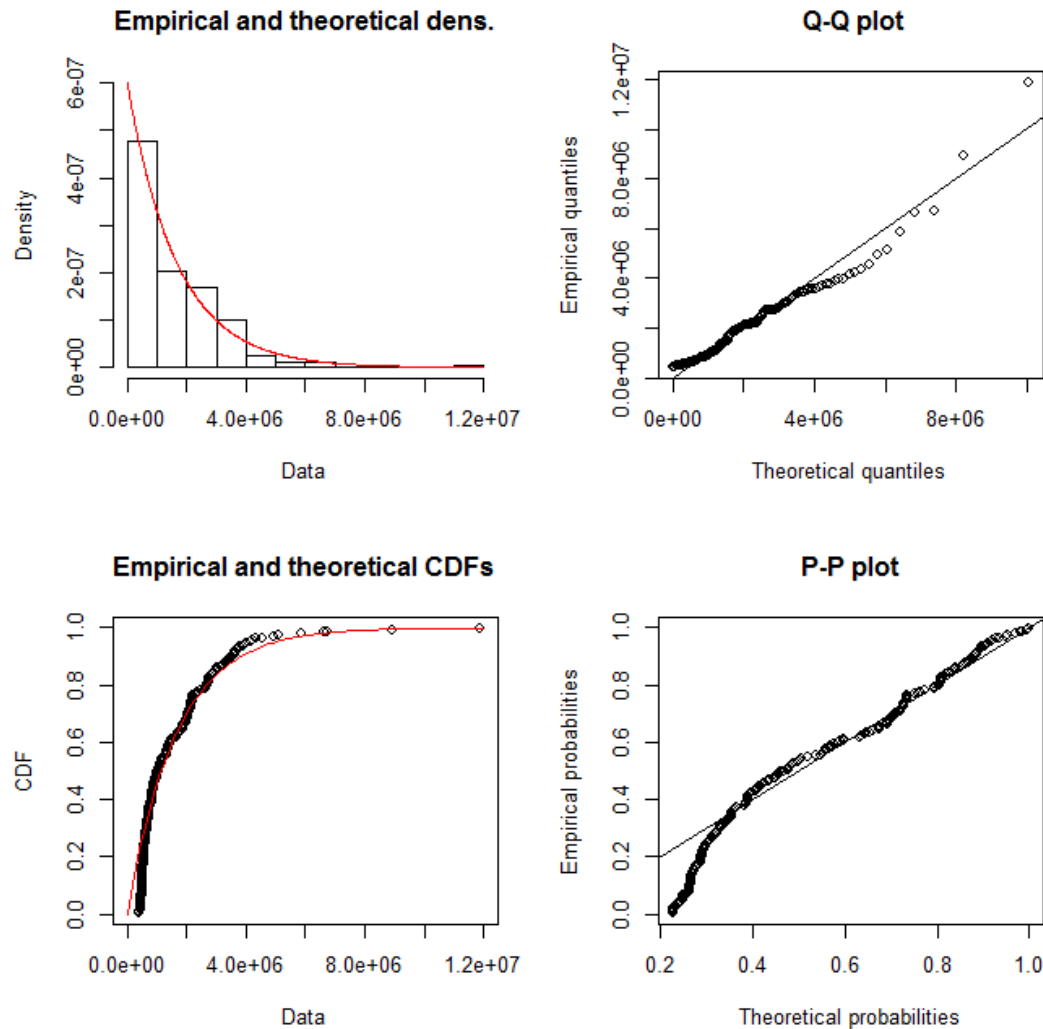 Empirical and theoretical dens.
Density
0e+00
2e-07
4e-07
6e-07
0.0e+00
4.0e+06
8.0e+06
1.2e+07
Data
Q-Q plot
Empirical quantiles
0.0e+00
4.0e+06
8.0e+06
1.2e+07
0e+00
4e+06
8e+06
Theoretical quantiles
Empirical and theoretical CDFs
CDF
0.0
0.2
0.4
0.6
0.8
1.0
0.0e+00
4.0e+06
8.0e+06
1.2e+07
Data
P-P plot
Empirical probabilities
0.0
0.2
0.4
0.6
0.8
1.0
0.2
0.4
0.6
0.8
1.0
Theoretical probabilities